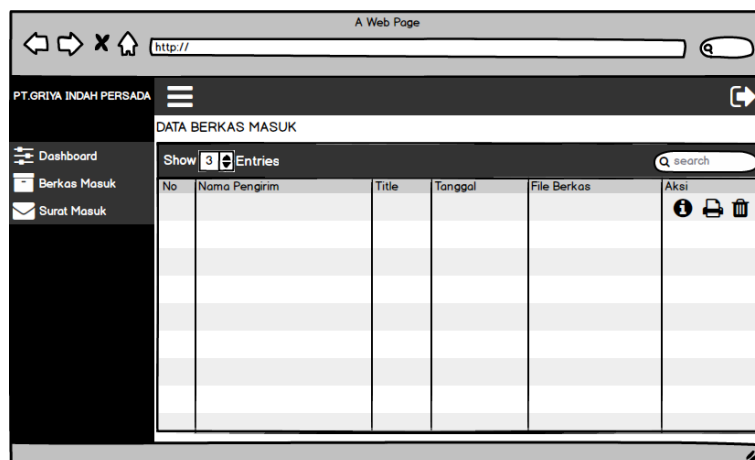 A Web Page
http://
PT.GRIYA INDAH PERSADA
DATA BERKAS MASUK
Dashboard
Berkas Masuk
Surat Masuk
Show 3 Entries
search
No Nama Pengirim Title Tanggal File Berkas Aksi